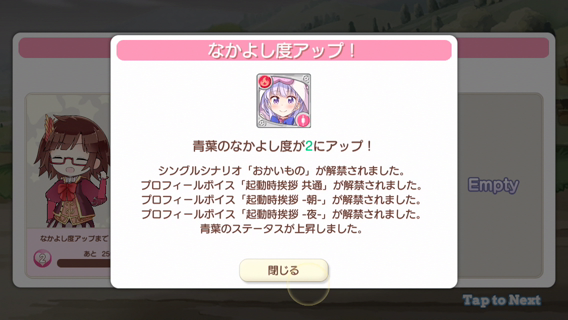 なかよし度アップ！
青葉のなかよし度が2にアップ！
シングルシナリオ「おかいもの」が解禁されました。
プロフィールボイス「起動時挨拶 共通」が解禁されました。
プロフィールボイス「起動時挨拶 -朝-」が解禁されました。
プロフィールボイス「起動時挨拶 -夜-」が解禁されました。
青葉のステータスが上昇しました。
なかよし度アップまで
あと 25
Empty
閉じる
Tap to Next